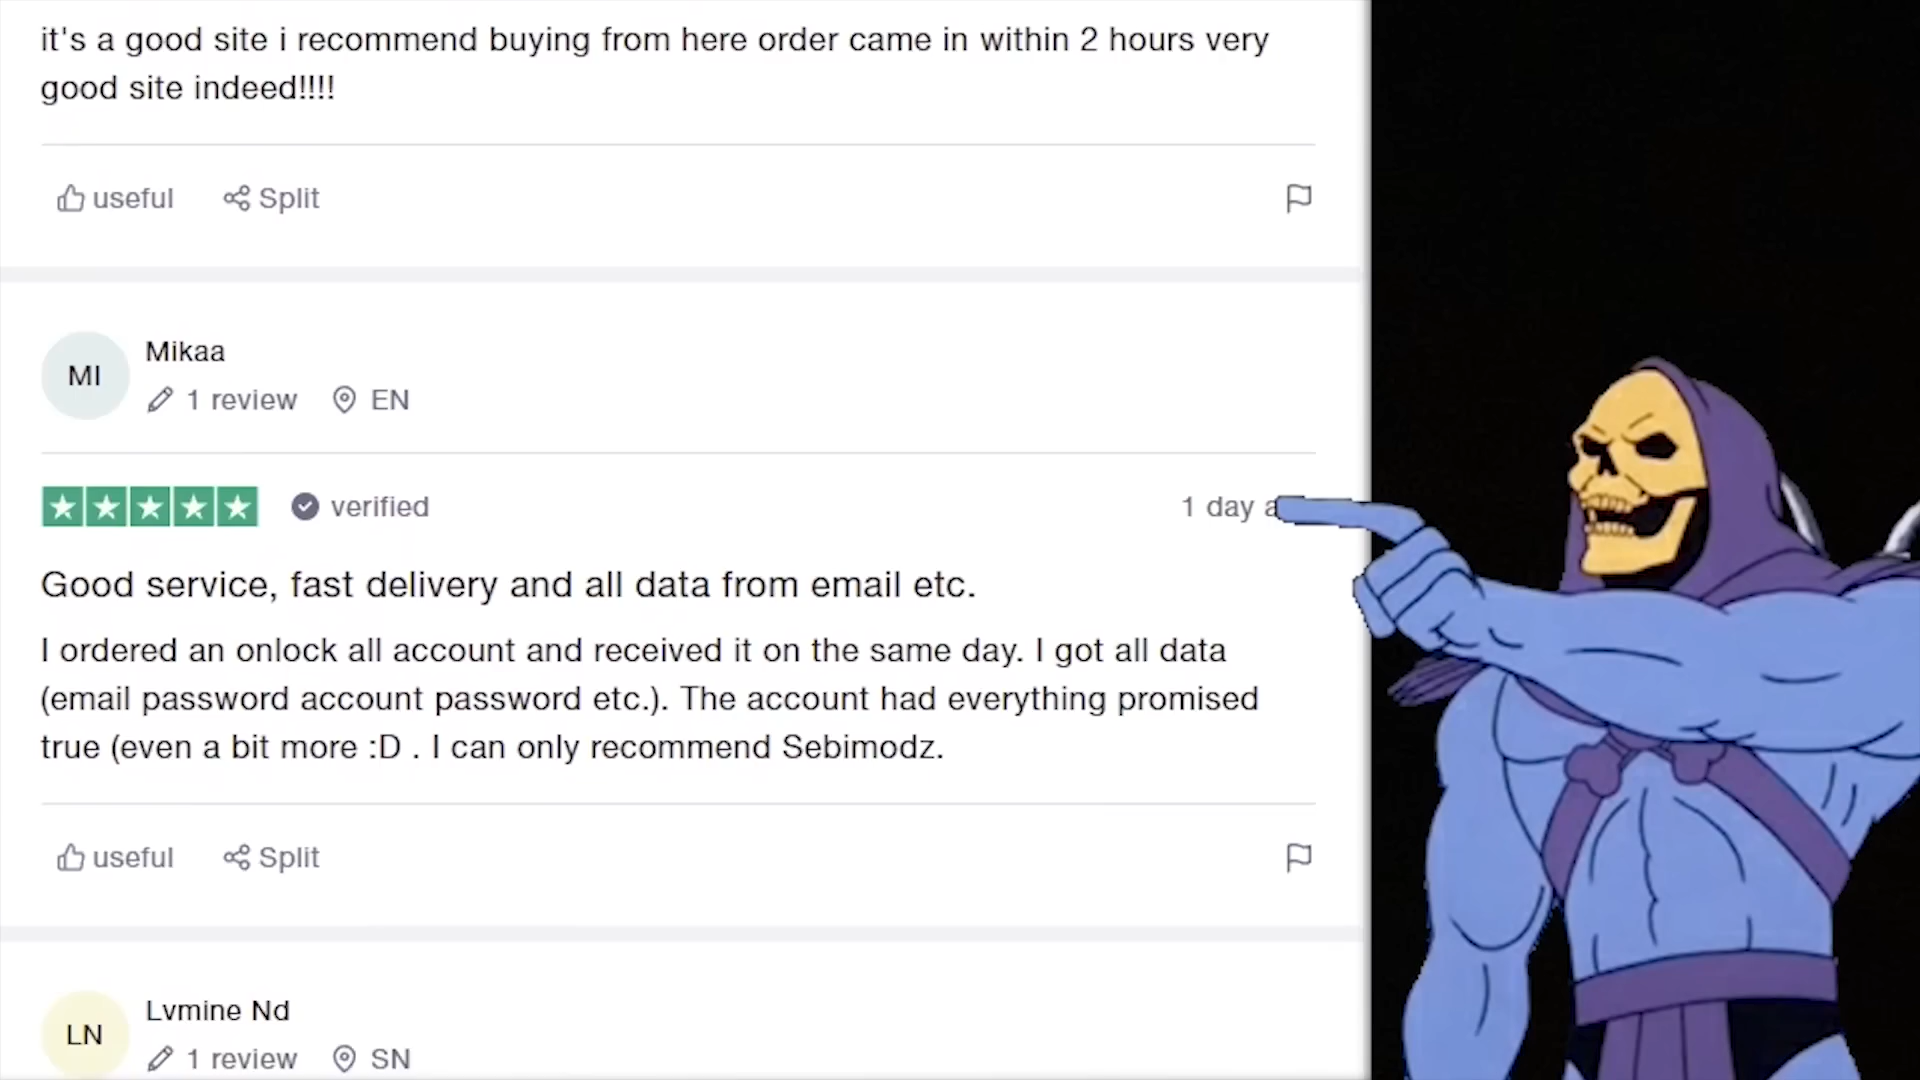 it's a good site i recommend buying from here order came in within 2 hours very
good site indeed!!!!
useful Split
MI
Mikaa
1 review EN
verified 1 day
Good service, fast delivery and all data from email etc.
I ordered an onlock all account and received it on the same day. I got all data
(email password account password etc.). The account had everything promised
true (even a bit more :D . I can only recommend Sebimodz.
useful Split
LN
Lvmine Nd
1 review SN